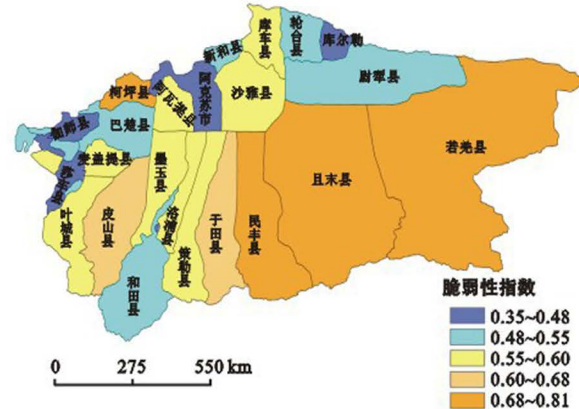 库车县
轮台县
库尔勒
新和县
阿克苏市
沙雅县
尉犁县
柯坪县
阿瓦提县
伽师县
巴楚县
若羌县
麦盖提县
墨玉县
且末县
莎车县
叶城县
皮山县
洛浦县
于田县
民丰县
策勒县
和田县
脆弱性指数
0.35~0.48
0.48~0.55
0.55~0.60
0.60~0.68
0.68~0.81
0 275 550 km